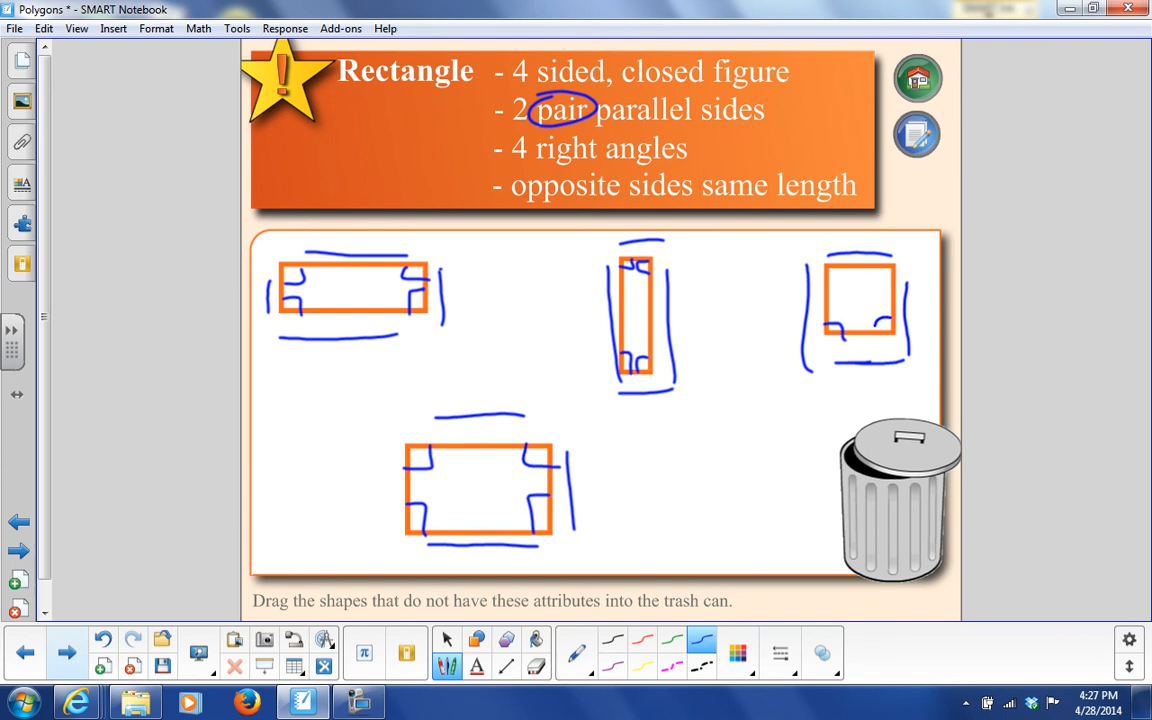 Polygons * - SMART Notebook
File Edit View Insert Format Math Tools Response Add-ons Help
Rectangle - 4 sided, closed figure
- 2 pair parallel sides
- 4 right angles
- opposite sides same length
Drag the shapes that do not have these attributes into the trash can.
4:27 PM
4/28/2014